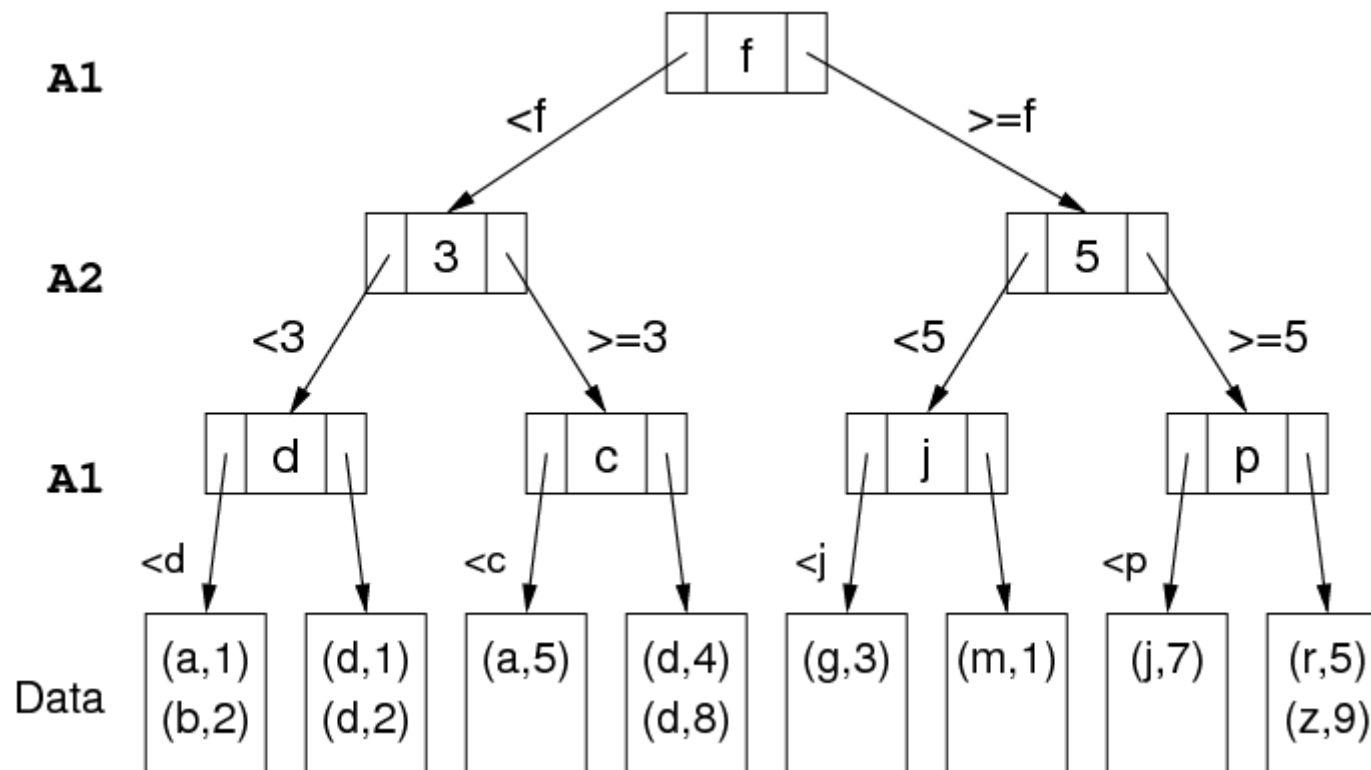 A1 f
<f >=f
A2 3 5
<3 >=3 <5 >=5
A1 d c j p
<d <c <j <p
(a,1) (d,1) (a,5) (d,4) (g,3) (m,1) (j,7) (r,5)
Data (b,2) (d,2) (d,8) (z,9)